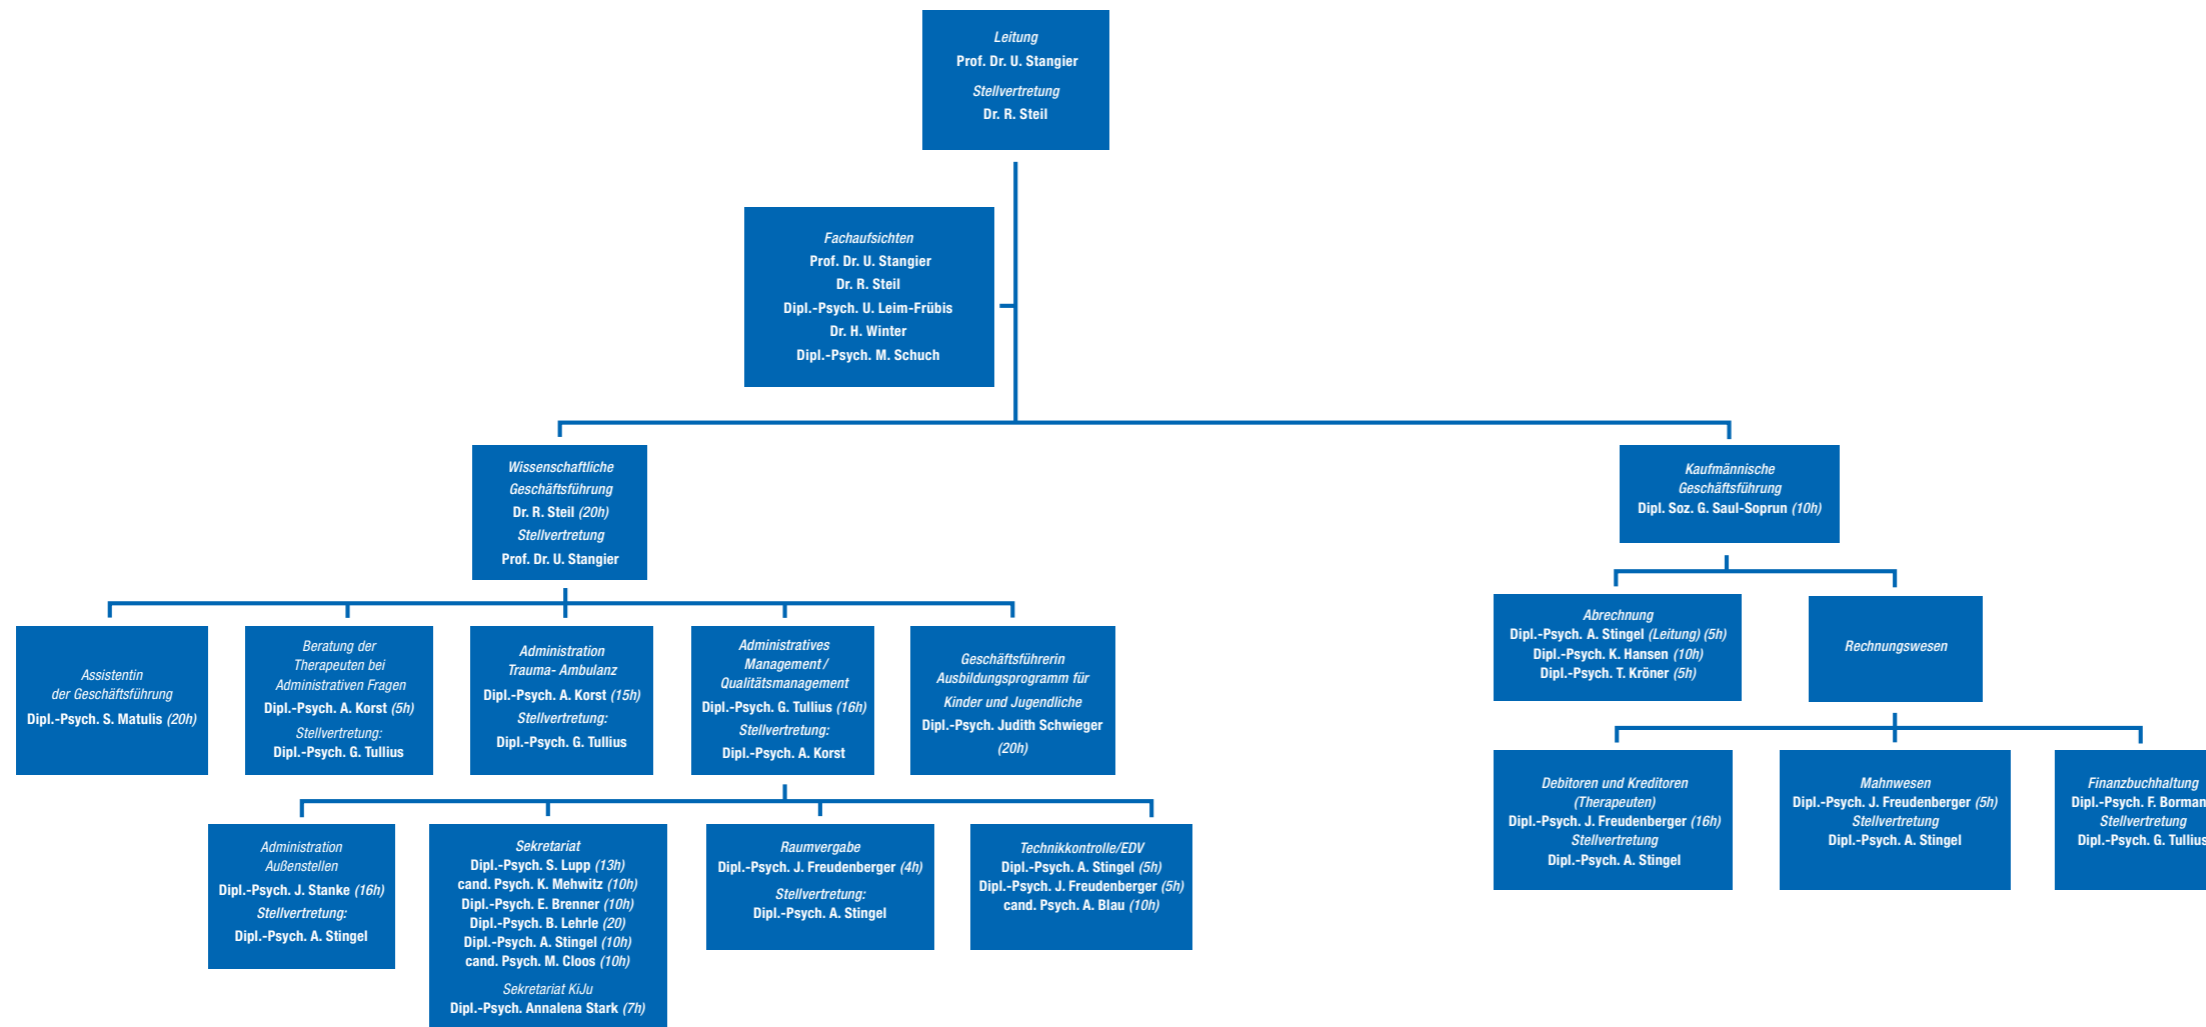 Leitung
Prof. Dr. U. Stangier
Stellvertretung
Dr. R. Steil
Fachaufsichten
Prof. Dr. U. Stangier
Dr. R. Steil
Dipl.-Psych. U. Leim-Frübis
Dr. H. Winter
Dipl.-Psych. M. Schuch
Wissenschaftliche
Geschäftsführung
Dr. R. Steil (20h)
Stellvertretung
Prof. Dr. U. Stangier
Kaufmännische
Geschäftsführung
Dipl. Soz. G. Saul-Soprun (10h)
Assistentin
der Geschäftsführung
Dipl.-Psych. S. Matulis (20h)
Beratung der
Therapeuten bei
Administrativen Fragen
Dipl.-Psych. A. Korst (5h)
Stellvertretung:
Dipl.-Psych. G. Tullius
Administration
Trauma- Ambulanz
Dipl.-Psych. A. Korst (15h)
Stellvertretung:
Dipl.-Psych. G. Tullius
Administratives
Management /
Qualitätsmanagement
Dipl.-Psych. G. Tullius (16h)
Stellvertretung:
Dipl.-Psych. A. Korst
Geschäftsführerin
Ausbildungsprogramm für
Kinder und Jugendliche
Dipl.-Psych. Judith Schwieger
(20h)
Abrechnung
Dipl.-Psych. A. Stingel (Leitung) (5h)
Dipl.-Psych. K. Hansen (10h)
Dipl.-Psych. T. Kröner (5h)
Rechnungswesen
Administration
Außenstellen
Dipl.-Psych. J. Stanke (16h)
Stellvertretung:
Dipl.-Psych. A. Stingel
Sekretariat
Dipl.-Psych. S. Lupp (13h)
cand. Psych. K. Mehwitz (10h)
Dipl.-Psych. E. Brenner (10h)
Dipl.-Psych. B. Lehrle (20)
Dipl.-Psych. A. Stingel (10h)
cand. Psych. M. Cloos (10h)
Sekretariat KiJu
Dipl.-Psych. Annalena Stark (7h)
Raumvergabe
Dipl.-Psych. J. Freudenberger (4h)
Stellvertretung:
Dipl.-Psych. A. Stingel
Technikkontrolle/EDV
Dipl.-Psych. A. Stingel (5h)
Dipl.-Psych. J. Freudenberger (5h)
cand. Psych. A. Blau (10h)
Debitoren und Kreditoren
(Therapeuten)
Dipl.-Psych. J. Freudenberger (16h)
Stellvertretung
Dipl.-Psych. A. Stingel
Mahnwesen
Dipl.-Psych. J. Freudenberger (5h)
Stellvertretung
Dipl.-Psych. A. Stingel
Finanzbuchhaltung
Dipl.-Psych. F.
Stellvertretung
Dipl.-Psych. G. Tullius